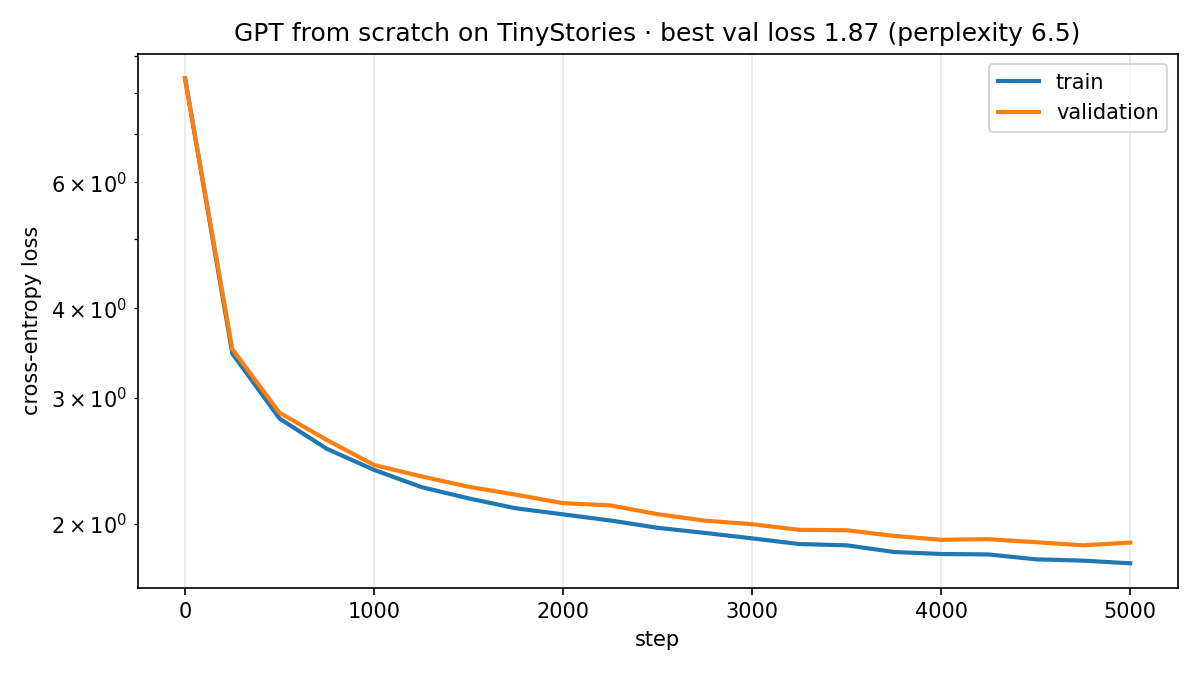 GPT from scratch on TinyStories · best val loss 1.87 (perplexity 6.5)
train
validation
6 × 10⁰
4 × 10⁰
3 × 10⁰
2 × 10⁰
cross-entropy loss
0 1000 2000 3000 4000 5000
step